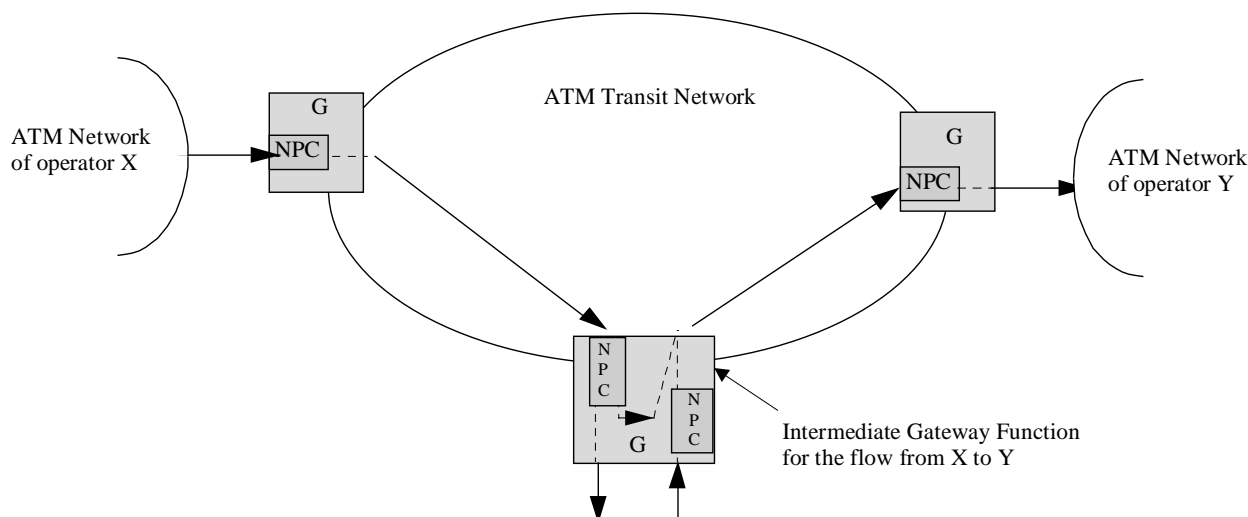 ATM Transit Network
G
NPC
ATM Network
of operator X
G
NPC
ATM Network
of operator Y
N
P
C
N
P
C
G
Intermediate Gateway Function
for the flow from X to Y